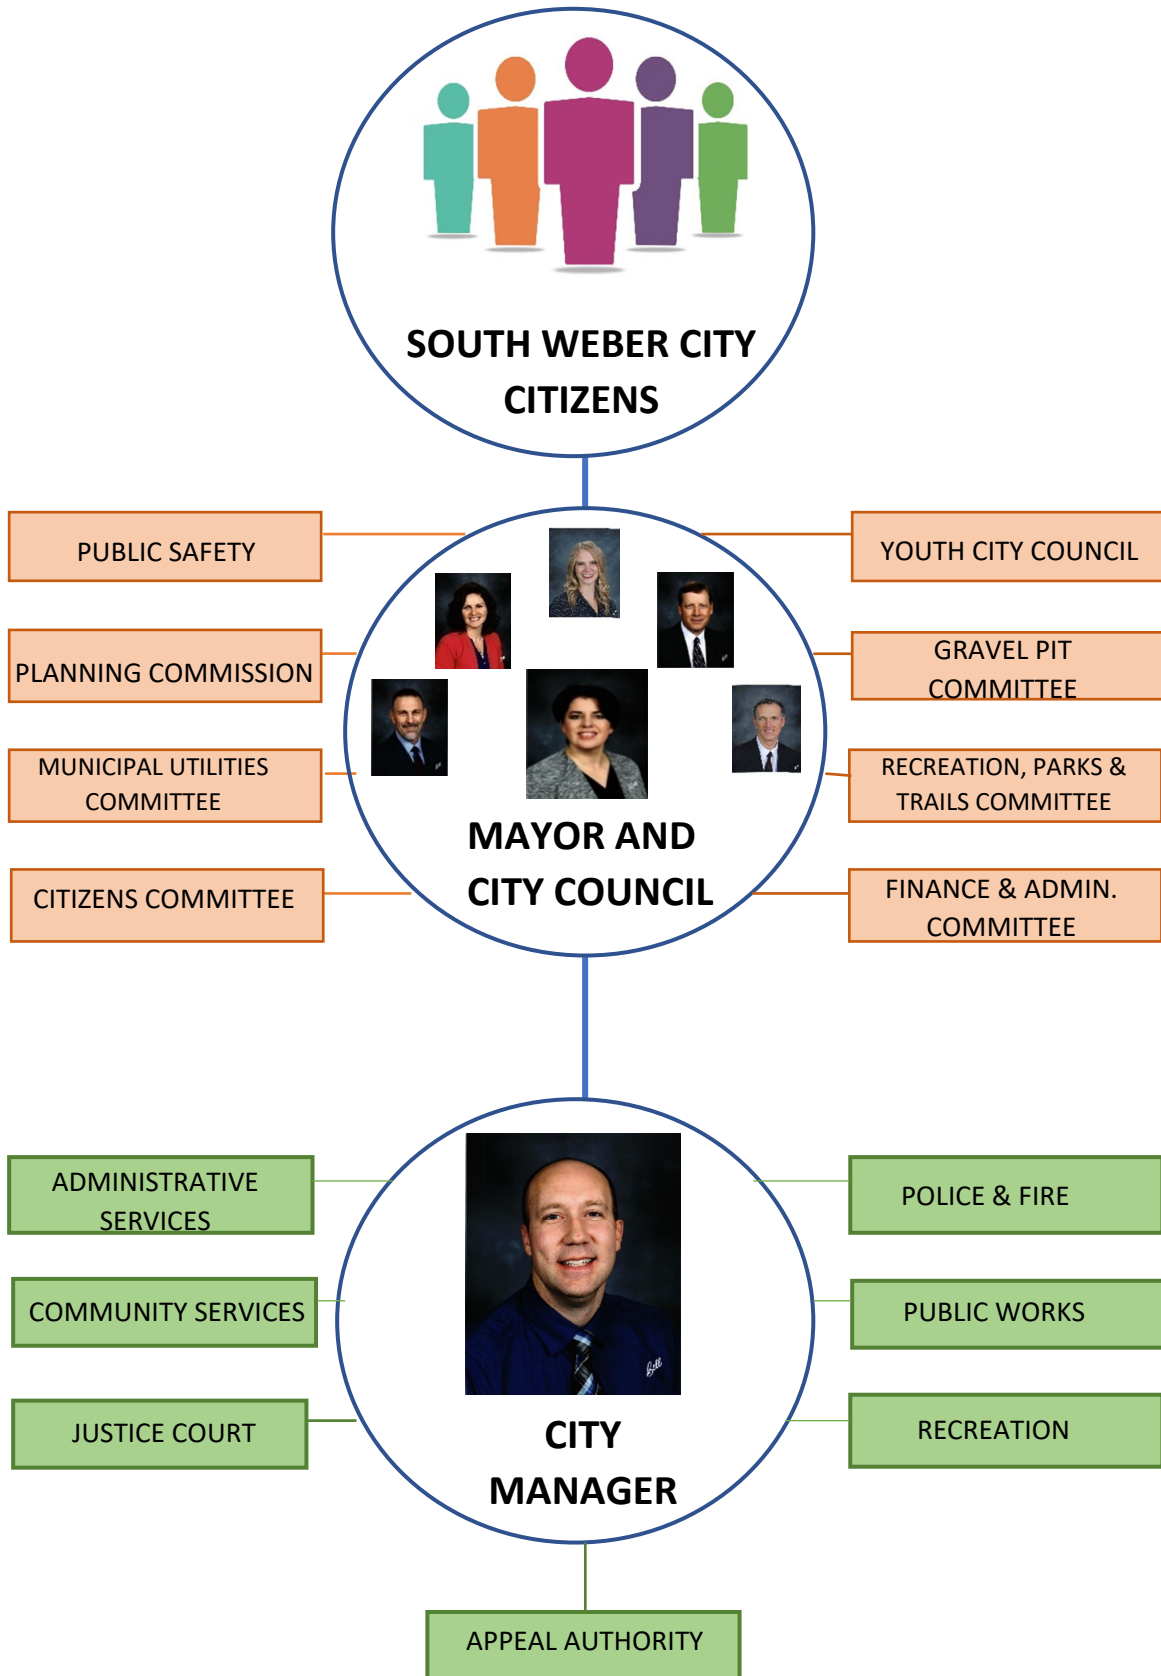 SOUTH WEBER CITY
CITIZENS
PUBLIC SAFETY
YOUTH CITY COUNCIL
PLANNING COMMISSION
GRAVEL PIT
COMMITTEE
MUNICIPAL UTILITIES
COMMITTEE
RECREATION, PARKS &
TRAILS COMMITTEE
MAYOR AND
CITY COUNCIL
CITIZENS COMMITTEE
FINANCE & ADMIN.
COMMITTEE
ADMINISTRATIVE
SERVICES
POLICE & FIRE
COMMUNITY SERVICES
PUBLIC WORKS
JUSTICE COURT
RECREATION
CITY
MANAGER
APPEAL AUTHORITY